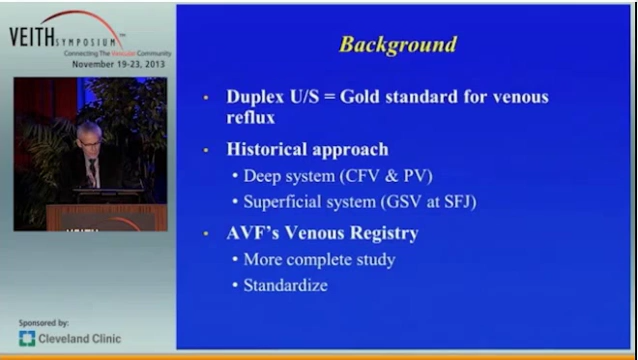 VEITH SYMPOSIUM
Connecting The Vascular Community
November 19-23, 2013
Sponsored by:
Cleveland Clinic
Background
• Duplex U/S = Gold standard for venous
reflux
• Historical approach
• Deep system (CFV & PV)
• Superficial system (GSV at SFJ)
• AVF's Venous Registry
• More complete study
• Standardize